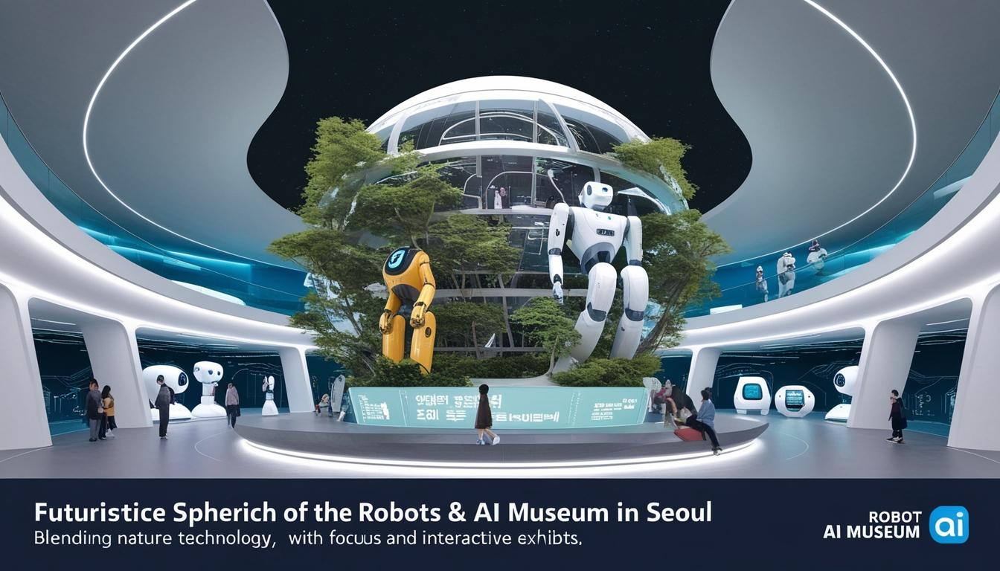 Futuristice Spherich of the Robots & AI Museum in Seoul
Blending nature technology, with focuus and interactive exhibts.
ROBOT
AI MUSEUM
ai